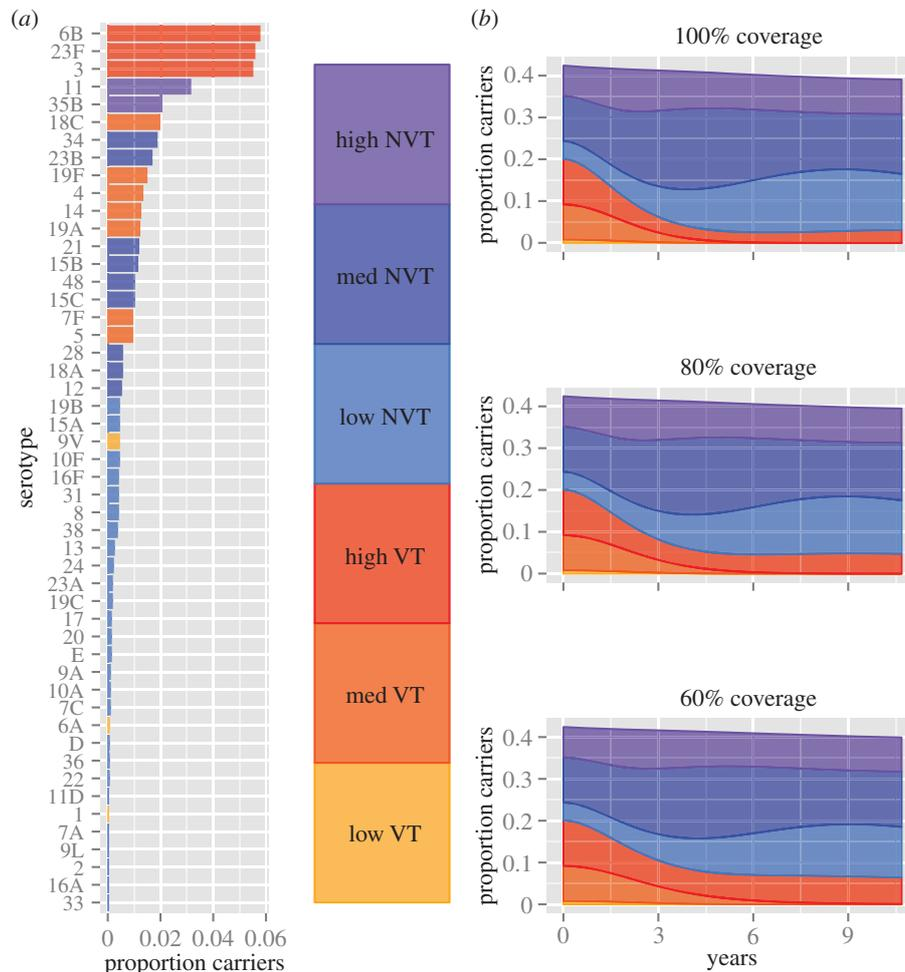 (a)
6B
23F
3
11
35B
18C
34
23B
19F
4
14
19A
21
15B
48
15C
7F
5
28
18A
12
19B
15A
9V
10F
16F
31
8
38
13
24
23A
19C
17
20
E
9A
10A
7C
6A
D
36
22
11D
1
7A
9L
2
16A
33
serotype
0 0.02 0.04 0.06
proportion carriers
high NVT
med NVT
low NVT
high VT
med VT
low VT
(b)
100% coverage
0.4
0.3
0.2
0.1
0
proportion carriers
80% coverage
0.4
0.3
0.2
0.1
0
proportion carriers
60% coverage
0.4
0.3
0.2
0.1
0
proportion carriers
0 3 6 9
years